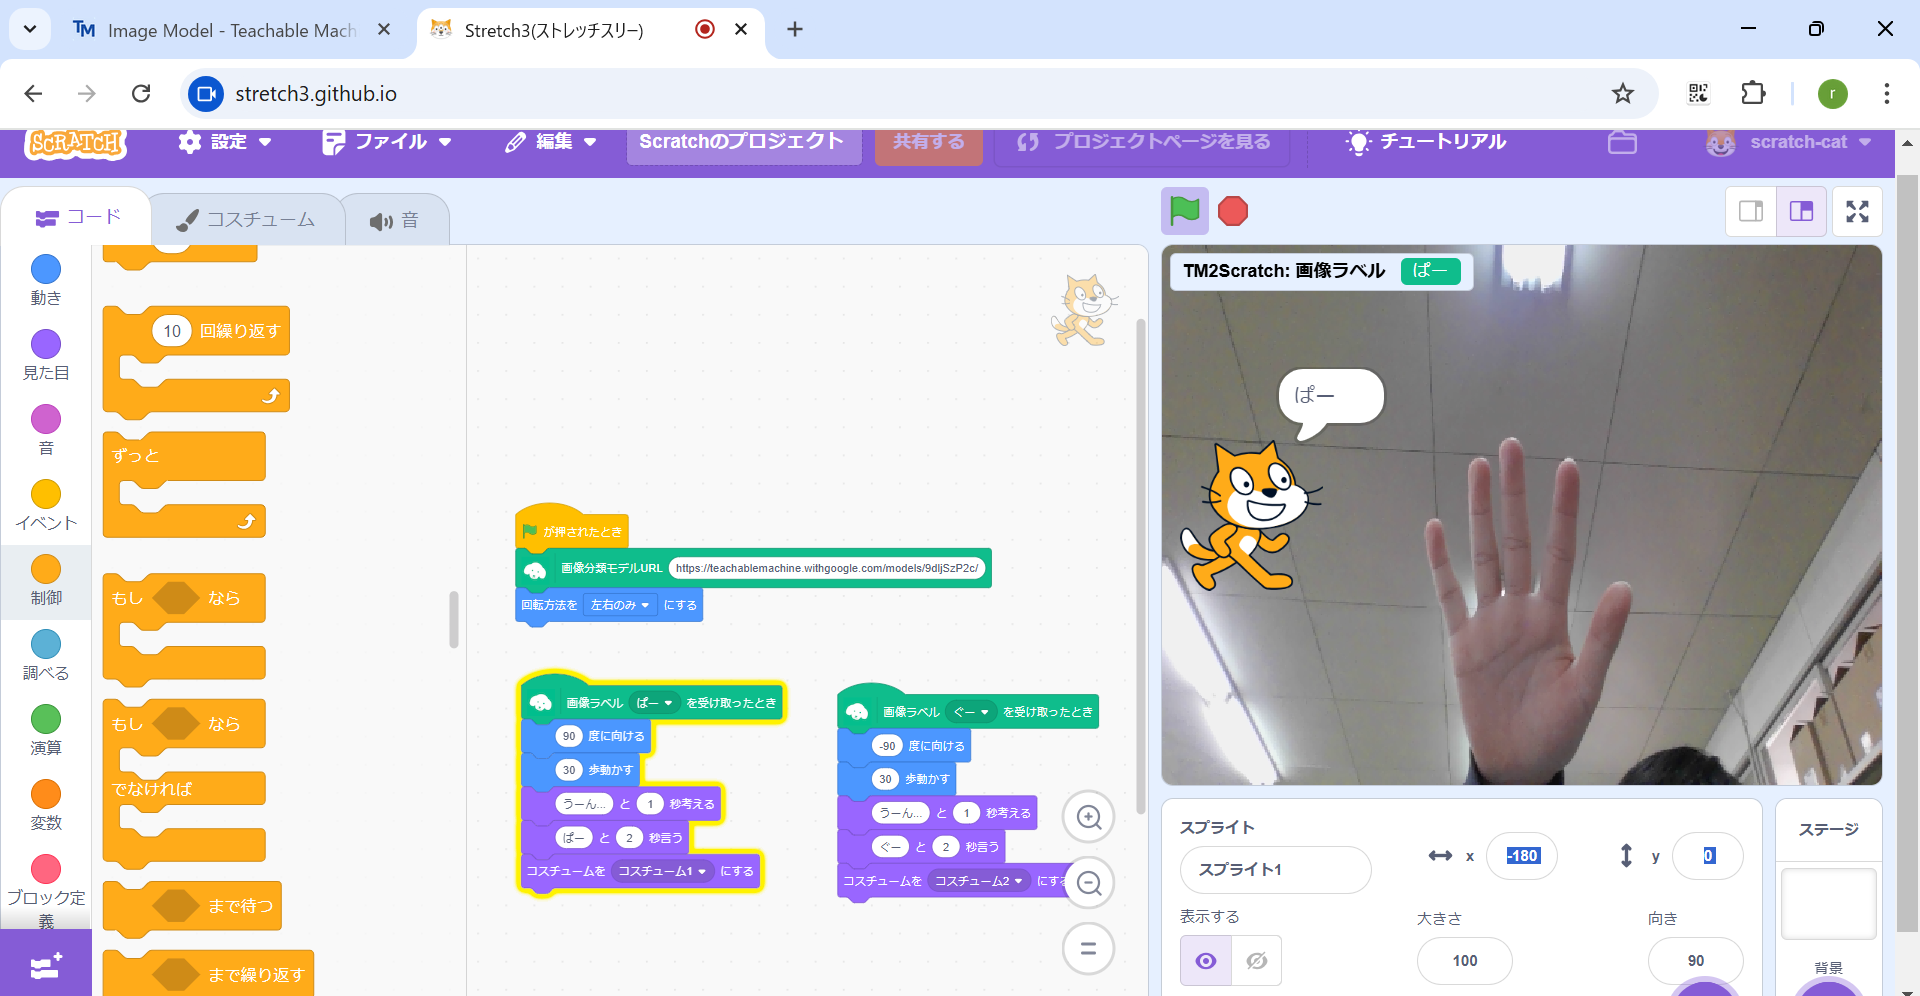 Image Model - Teachable Mach
Stretch3(ストレッチスリー)
stretch3.github.io
r
SCRATCH
設定
ファイル
編集
Scratchのプロジェクト
共有する
プロジェクトページを見る
チュートリアル
scratch-cat
コード
コスチューム
音
動き
見た目
音
イベント
制御
調べる
演算
変数
ブロック定
義
10 回繰り返す
ずっと
もし なら
もし なら
でなければ
まで待つ
まで繰り返す
が押されたとき
画像分類モデルURL https://teachablemachine.withgoogle.com/models/9dljSzP2c/
回転方法を 左右のみ にする
画像ラベル ぱー を受け取ったとき
90 度に向ける
30 歩動かす
うーん... と 1 秒考える
ぱー と 2 秒言う
コスチュームを コスチューム1 にする
画像ラベル ぐー を受け取ったとき
-90 度に向ける
30 歩動かす
うーん... と 1 秒考える
ぐー と 2 秒言う
コスチュームを コスチューム2 にする
TM2Scratch: 画像ラベル ぱー
ぱー
スプライト
スプライト1
x -180
y 0
表示する
大きさ
100
向き
90
ステージ
背景